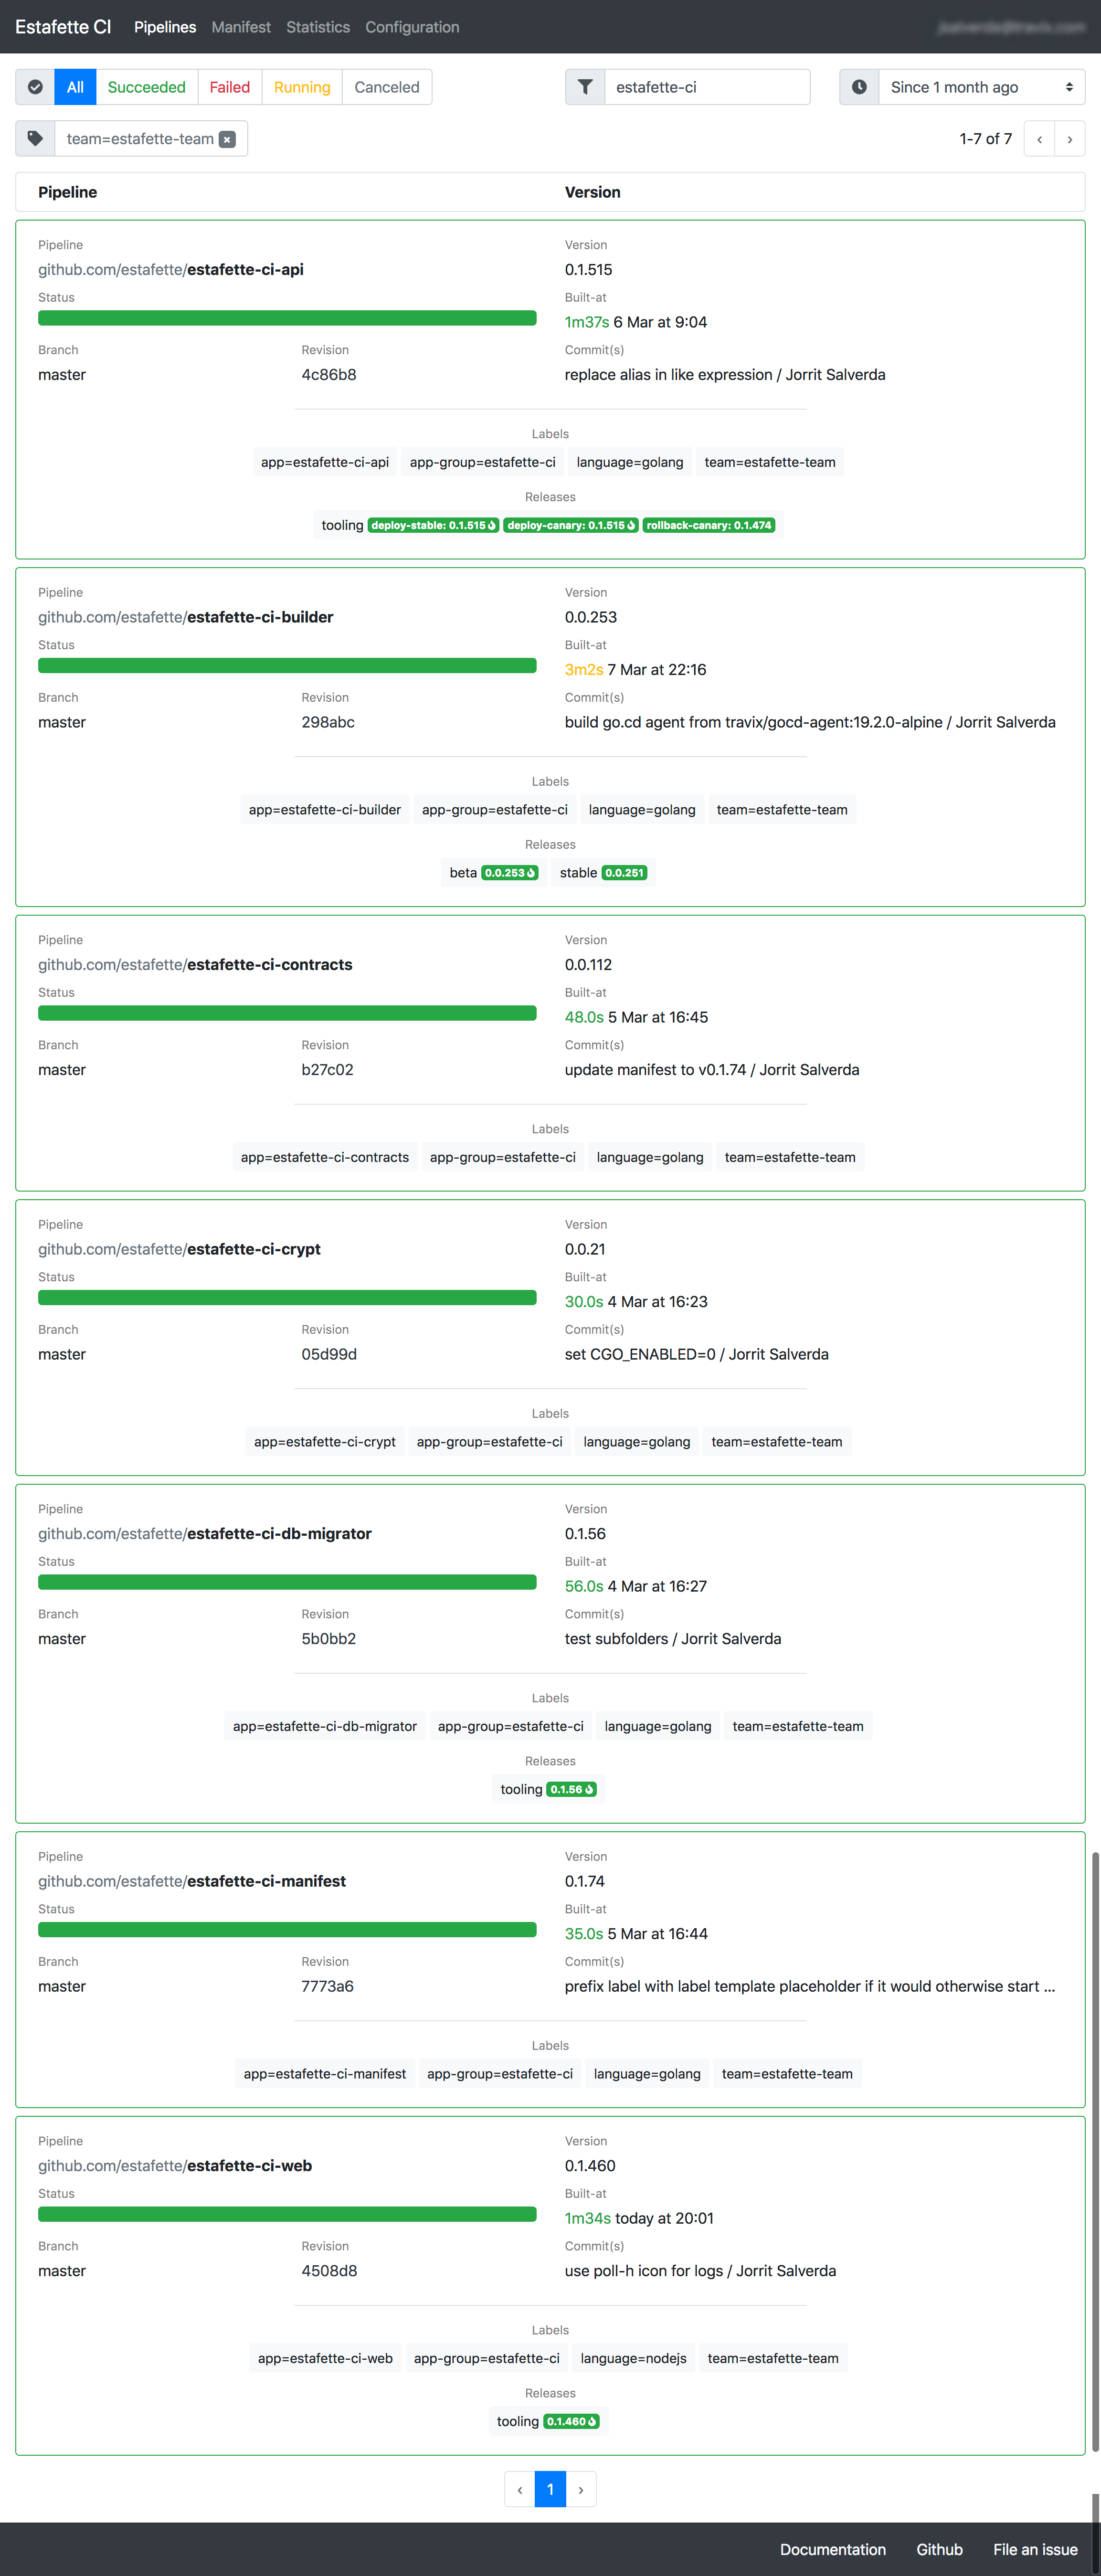 Estafette CI Pipelines Manifest Statistics Configuration
All Succeeded Failed Running Canceled estafette-ci Since 1 month ago
team=estafette-team × 1-7 of 7 ‹ ›
Pipeline Version
Pipeline Version
github.com/estafette/estafette-ci-api 0.1.515
Status Built-at
1m37s 6 Mar at 9:04
Branch Revision Commit(s)
master 4c86b8 replace alias in like expression / Jorrit Salverda
Labels
app=estafette-ci-api app-group=estafette-ci language=golang team=estafette-team
Releases
tooling deploy-stable: 0.1.515 deploy-canary: 0.1.515 rollback-canary: 0.1.474
Pipeline Version
github.com/estafette/estafette-ci-builder 0.0.253
Status Built-at
3m2s 7 Mar at 22:16
Branch Revision Commit(s)
master 298abc build go.cd agent from travix/gocd-agent:19.2.0-alpine / Jorrit Salverda
Labels
app=estafette-ci-builder app-group=estafette-ci language=golang team=estafette-team
Releases
beta 0.0.253 stable 0.0.251
Pipeline Version
github.com/estafette/estafette-ci-contracts 0.0.112
Status Built-at
48.0s 5 Mar at 16:45
Branch Revision Commit(s)
master b27c02 update manifest to v0.1.74 / Jorrit Salverda
Labels
app=estafette-ci-contracts app-group=estafette-ci language=golang team=estafette-team
Pipeline Version
github.com/estafette/estafette-ci-crypt 0.0.21
Status Built-at
30.0s 4 Mar at 16:23
Branch Revision Commit(s)
master 05d99d set CGO_ENABLED=0 / Jorrit Salverda
Labels
app=estafette-ci-crypt app-group=estafette-ci language=golang team=estafette-team
Pipeline Version
github.com/estafette/estafette-ci-db-migrator 0.1.56
Status Built-at
56.0s 4 Mar at 16:27
Branch Revision Commit(s)
master 5b0bb2 test subfolders / Jorrit Salverda
Labels
app=estafette-ci-db-migrator app-group=estafette-ci language=golang team=estafette-team
Releases
tooling 0.1.56
Pipeline Version
github.com/estafette/estafette-ci-manifest 0.1.74
Status Built-at
35.0s 5 Mar at 16:44
Branch Revision Commit(s)
master 7773a6 prefix label with label template placeholder if it would otherwise start ...
Labels
app=estafette-ci-manifest app-group=estafette-ci language=golang team=estafette-team
Pipeline Version
github.com/estafette/estafette-ci-web 0.1.460
Status Built-at
1m34s today at 20:01
Branch Revision Commit(s)
master 4508d8 use poll-h icon for logs / Jorrit Salverda
Labels
app=estafette-ci-web app-group=estafette-ci language=nodejs team=estafette-team
Releases
tooling 0.1.460
‹ 1 ›
Documentation Github File an issue